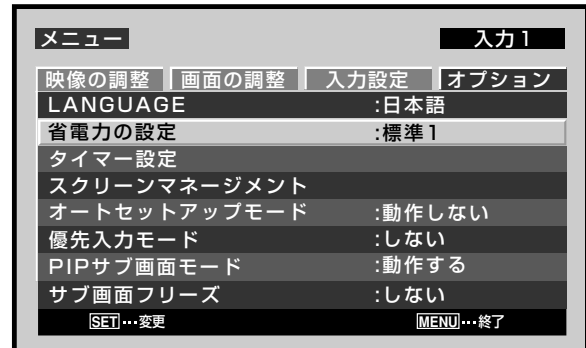 メニュー 入力1
映像の調整 画面の調整 入力設定 オプション
LANGUAGE :日本語
省電力の設定 :標準1
タイマー設定
スクリーンマネージメント
オートセットアップモード :動作しない
優先入力モード :しない
PIPサブ画面モード :動作する
サブ画面フリーズ :しない
SET…変更 MENU…終了